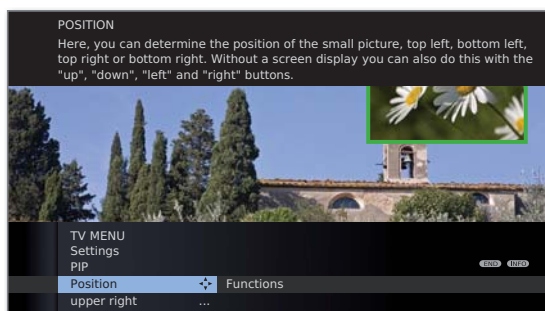 POSITION
Here, you can determine the position of the small picture, top left, bottom left,
top right or bottom right. Without a screen display you can also do this with the
"up", "down", "left" and "right" buttons.
TV MENU
Settings
PIP
END INFO
Position Functions
upper right ...